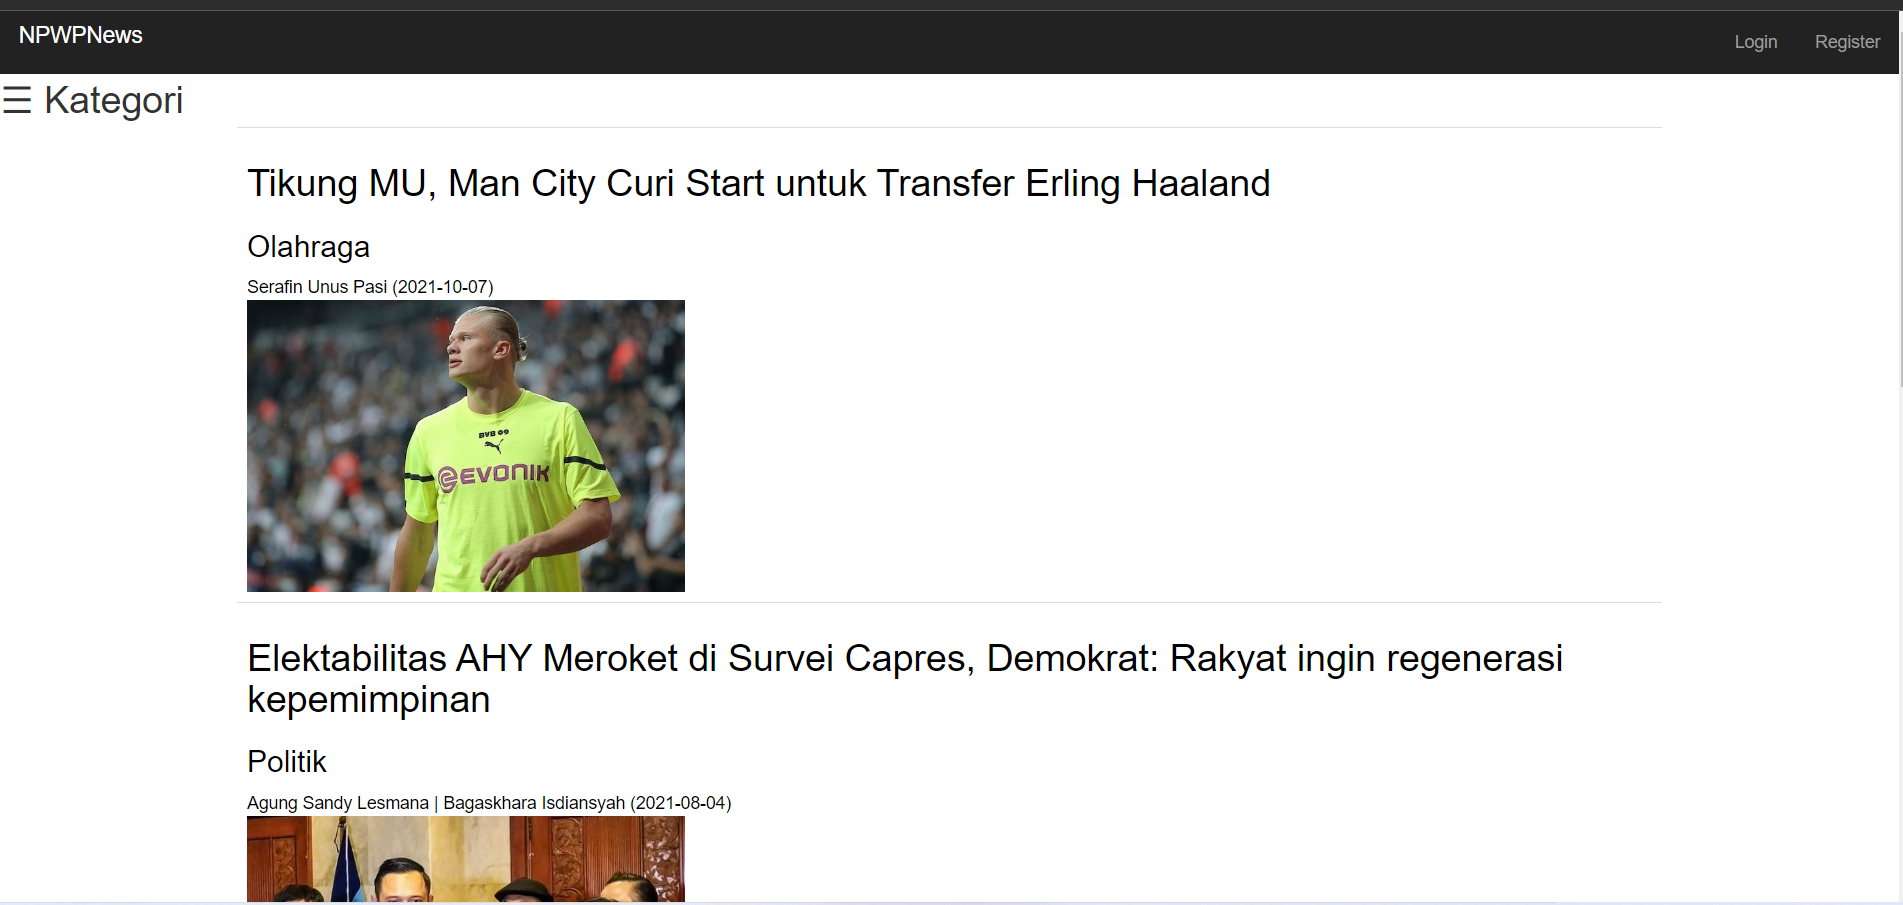 NPWPNews
Login
Register
☰ Kategori
Tikung MU, Man City Curi Start untuk Transfer Erling Haaland
Olahraga
Serafin Unus Pasi (2021-10-07)
BVB 09
EVONIK
Elektabilitas AHY Meroket di Survei Capres, Demokrat: Rakyat ingin regenerasi
kepemimpinan
Politik
Agung Sandy Lesmana | Bagaskhara Isdiansyah (2021-08-04)